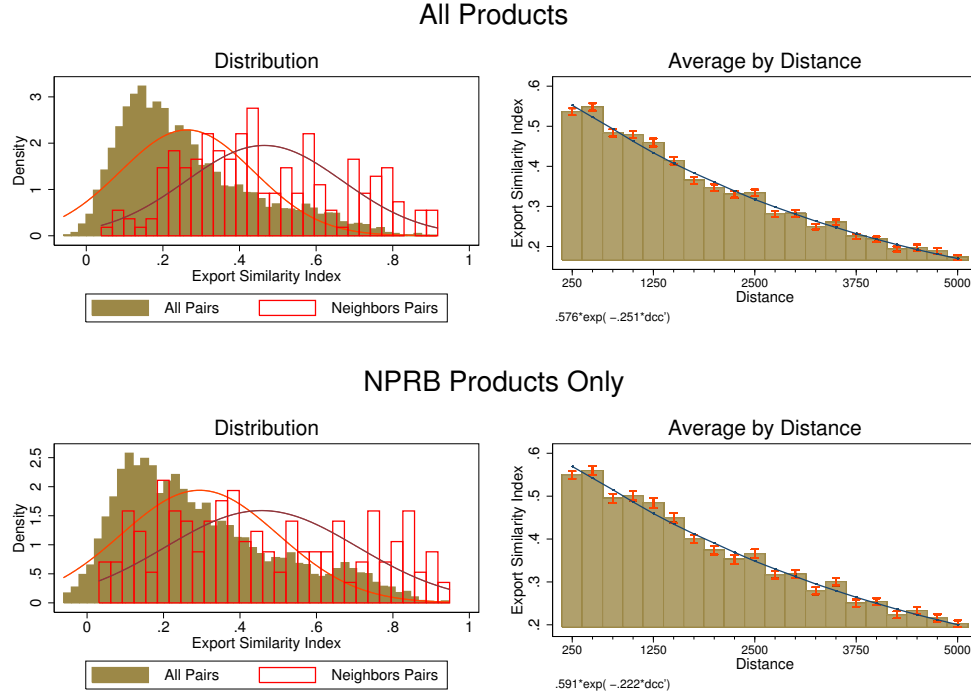 All Products
Distribution
Density
3
2
1
0
0 .2 .4 .6 .8 1
Export Similarity Index
All Pairs Neighbors Pairs
Average by Distance
Export Similarity Index
.6
.5
.4
.3
.2
250 1250 2500 3750 5000
Distance
.576*exp( −.251*dcc')
NPRB Products Only
Distribution
Density
2.5
2
1.5
1
.5
0
0 .2 .4 .6 .8 1
Export Similarity Index
All Pairs Neighbors Pairs
Average by Distance
Export Similarity Index
.6
.5
.4
.3
.2
250 1250 2500 3750 5000
Distance
.591*exp( −.222*dcc')